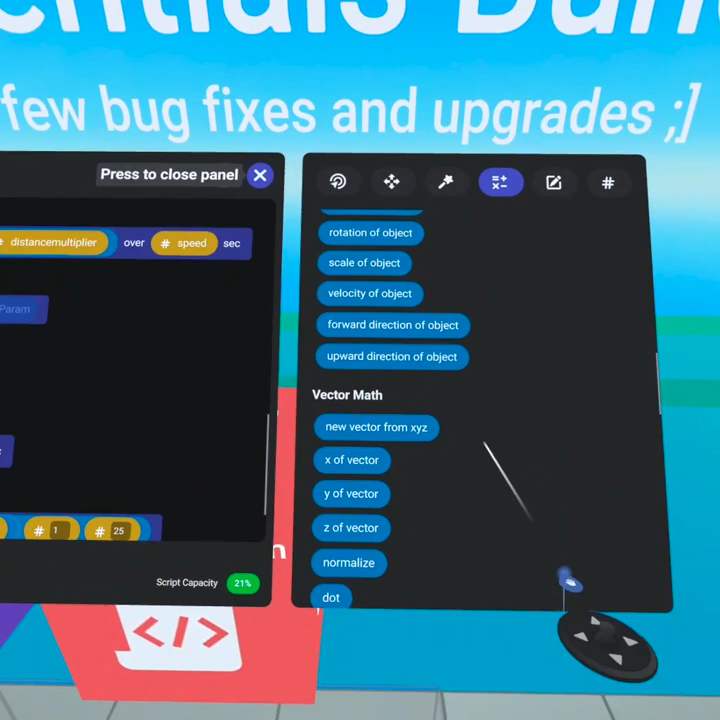 few bug fixes and upgrades ;]
Press to close panel
distancemultiplier over # speed sec
Param
# 1 # 25
Script Capacity 21%
#
rotation of object
scale of object
velocity of object
forward direction of object
upward direction of object
Vector Math
new vector from xyz
x of vector
y of vector
z of vector
normalize
dot